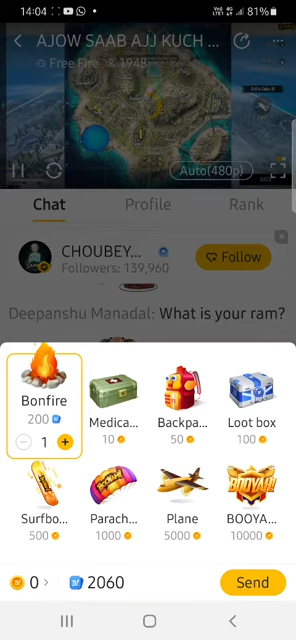 14:04
81%
AJOW SAAB AJJ KUCH ...
Free Fire 1948
Auto(480p)
Chat Profile Rank
CHOUBEY...
Followers: 139,960
Follow
Deepanshu Manadal: What is your ram?
Bonfire
200
1
Medica...
10
Backpa...
50
Loot box
100
Surfbo...
500
Parach...
1000
Plane
5000
BOOYAH!
BOOYA...
10000
0 2060
Send